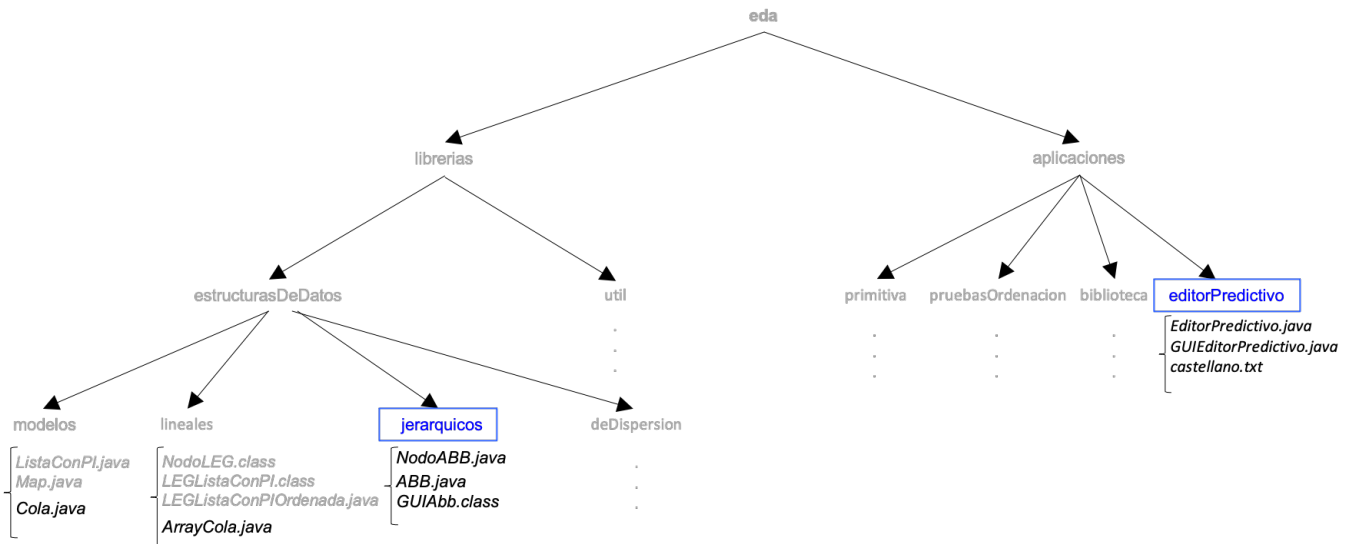 eda
librerias
aplicaciones
estructurasDeDatos
util
primitiva
pruebasOrdenacion
biblioteca
editorPredictivo
EditorPredictivo.java
GUIEditorPredictivo.java
castellano.txt
modelos
lineales
jerarquicos
deDispersion
ListaConPI.java
Map.java
Cola.java
NodoLEG.class
LEGListaConPI.class
LEGListaConPIOrdenada.java
ArrayCola.java
NodoABB.java
ABB.java
GUIAbb.class